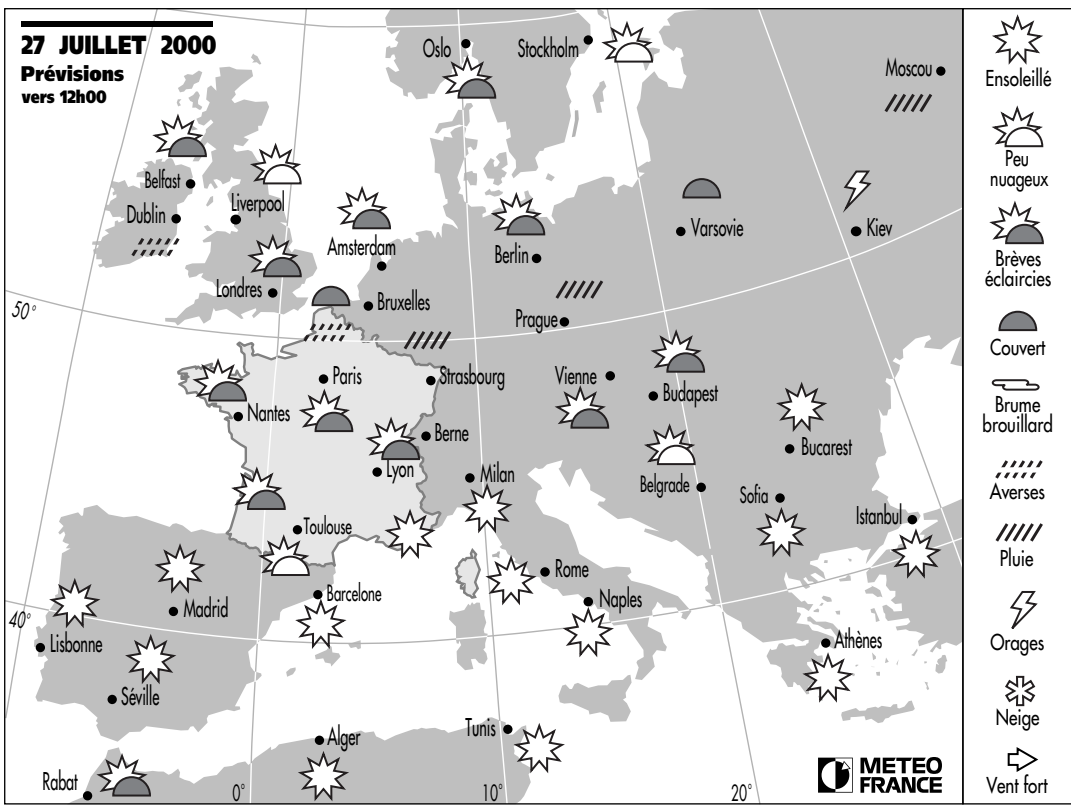 27 JUILLET 2000
Prévisions
vers 12h00
Oslo
Stockholm
Moscou
Belfast
Dublin
Liverpool
Amsterdam
Berlin
Varsovie
Kiev
Londres
Bruxelles
50°
Prague
Paris
Strasbourg
Vienne
Budapest
Nantes
Berne
Bucarest
Lyon
Milan
Belgrade
Sofia
Istanbul
Toulouse
Rome
Barcelone
Naples
Madrid
40°
Lisbonne
Athènes
Séville
Tunis
Alger
Rabat
0°
10°
20°
METEO
FRANCE
Ensoleillé
Peu
nuageux
Brèves
éclaircies
Couvert
Brume
brouillard
Averses
Pluie
Orages
Neige
Vent fort